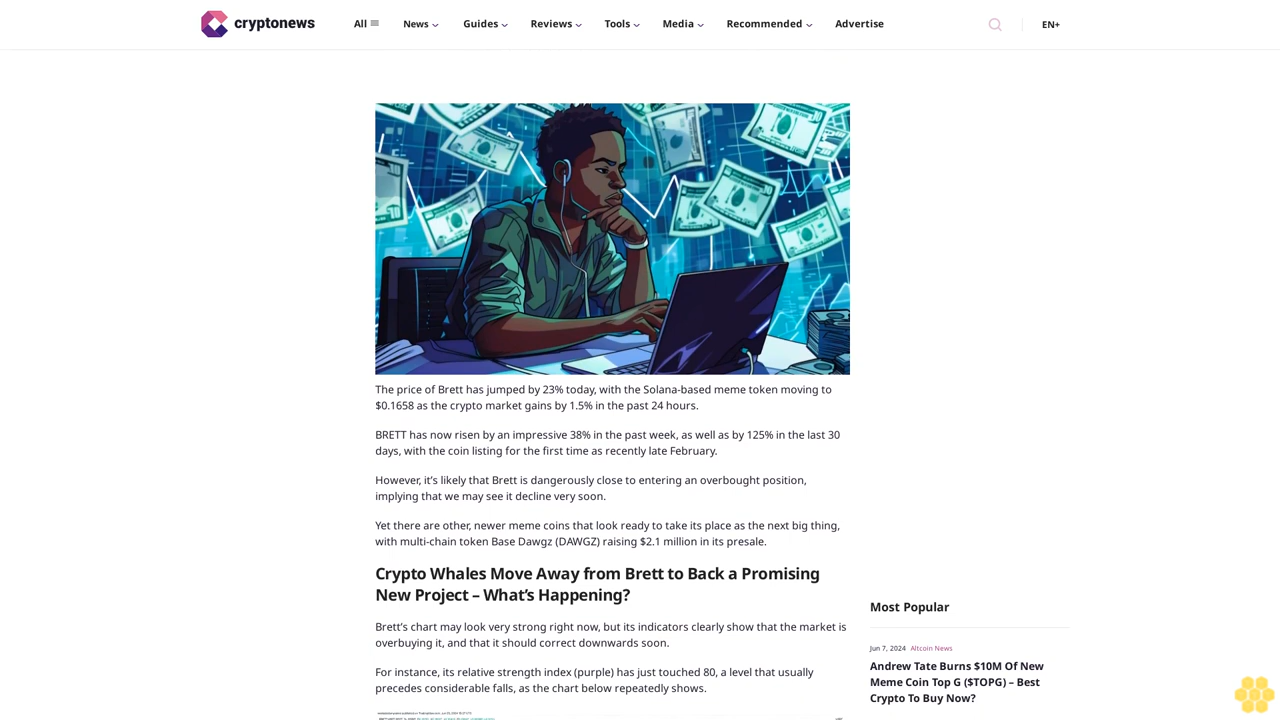 cryptonews
All
News
Guides
Reviews
Tools
Media
Recommended
Advertise
EN+
The price of Brett has jumped by 23% today, with the Solana-based meme token moving to
$0.1658 as the crypto market gains by 1.5% in the past 24 hours.
BRETT has now risen by an impressive 38% in the past week, as well as by 125% in the last 30
days, with the coin listing for the first time as recently late February.
However, it’s likely that Brett is dangerously close to entering an overbought position,
implying that we may see it decline very soon.
Yet there are other, newer meme coins that look ready to take its place as the next big thing,
with multi-chain token Base Dawgz (DAWGZ) raising $2.1 million in its presale.
Crypto Whales Move Away from Brett to Back a Promising
New Project – What’s Happening?
Brett’s chart may look very strong right now, but its indicators clearly show that the market is
overbuying it, and that it should correct downwards soon.
For instance, its relative strength index (purple) has just touched 80, a level that usually
precedes considerable falls, as the chart below repeatedly shows.
Most Popular
Jun 7, 2024 Altcoin News
Andrew Tate Burns $10M Of New
Meme Coin Top G ($TOPG) – Best
Crypto To Buy Now?